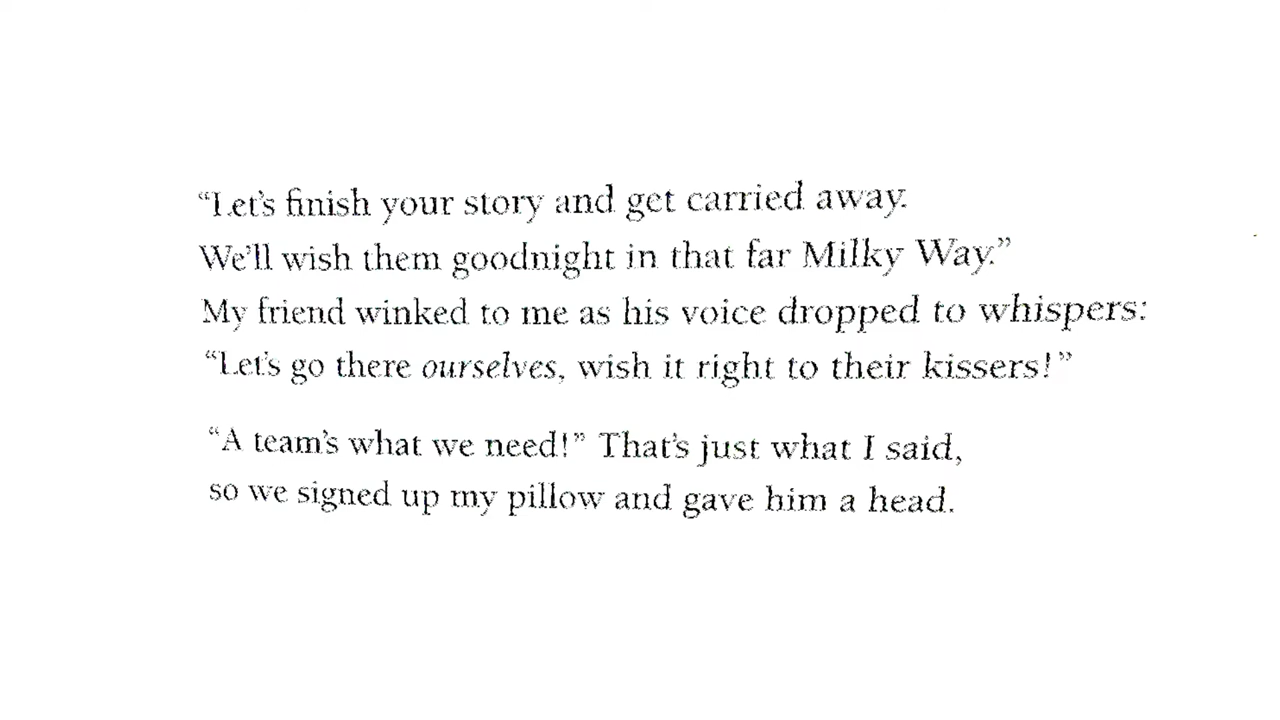 “Let’s finish your story and get carried away.
We’ll wish them goodnight in that far Milky Way.”
My friend winked to me as his voice dropped to whispers:
“Let’s go there ourselves, wish it right to their kissers!”
“A team’s what we need!” That’s just what I said,
so we signed up my pillow and gave him a head.